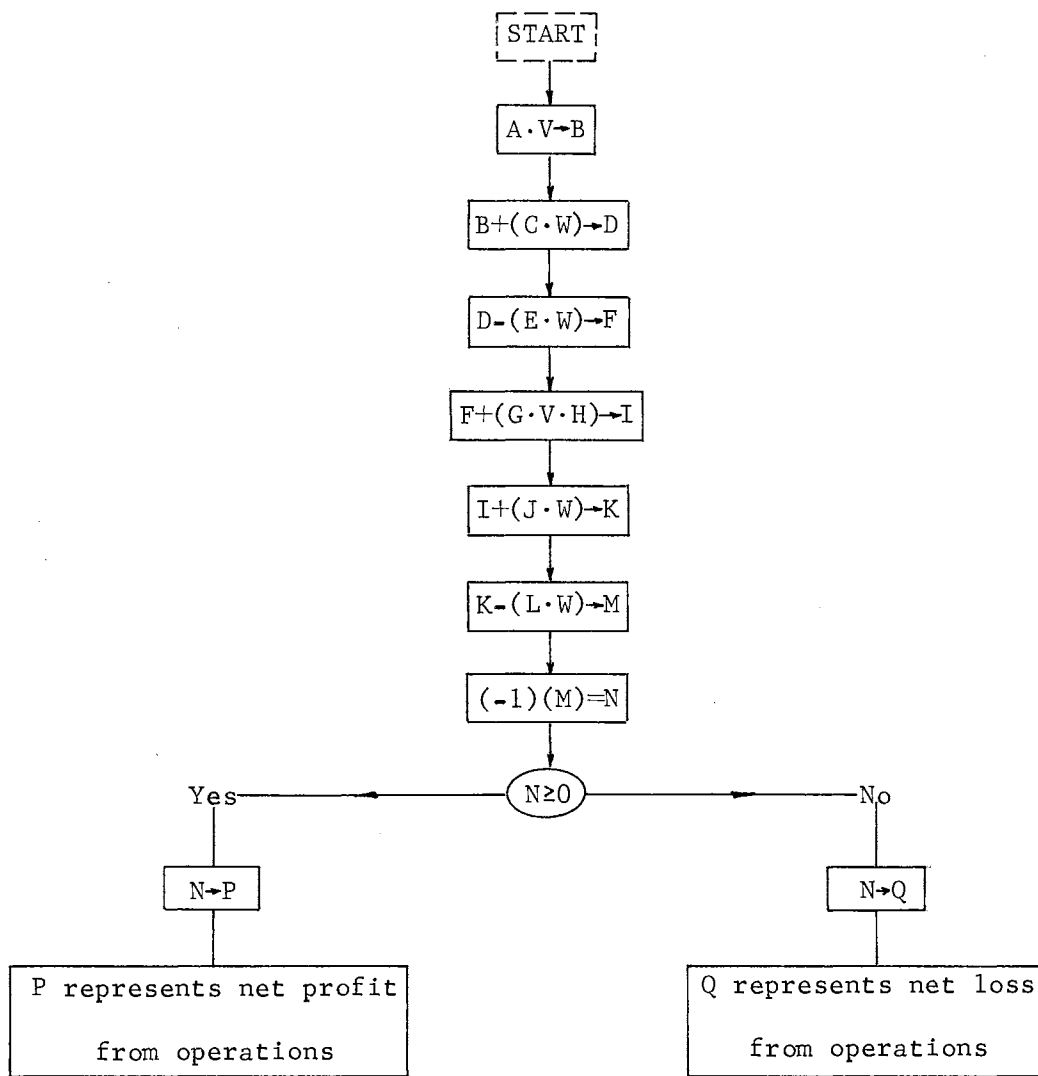 START
A·V→B
B+(C·W)→D
D-(E·W)→F
F+(G·V·H)→I
I+(J·W)→K
K-(L·W)→M
(-1)(M)=N
Yes
N≥0
No
N→P
N→Q
P represents net profit
from operations
Q represents net loss
from operations